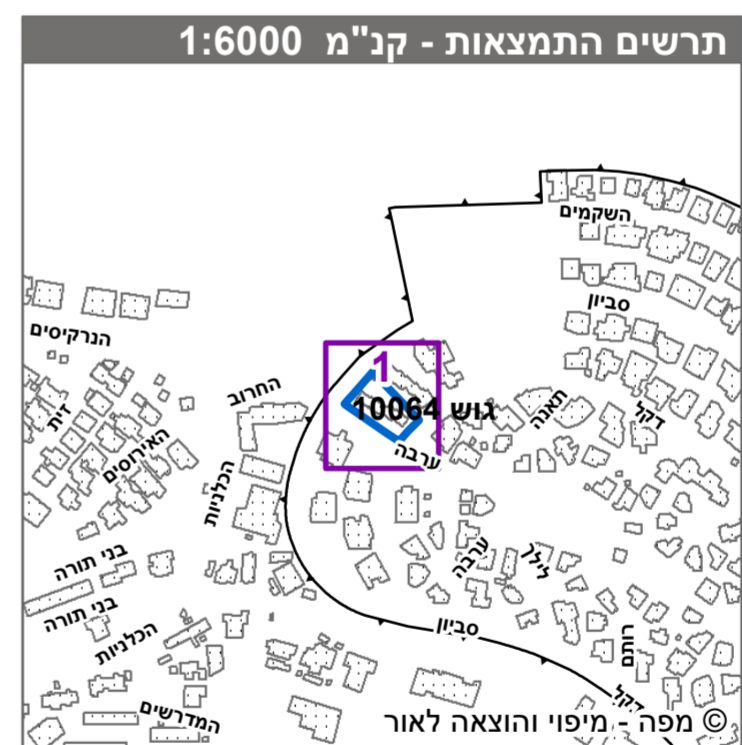 תרשים התמצאות - קנ"מ 1:6000
השקמים
סביון
הנרקיסים
1
החרוב
גוש 10064
תאנה
דקל
זית
האירוסים
ערבה
הכלניות
בני תורה
ערבה
לילך
בני תורה
הכלניות
סביון
רותם
דקל
המדרשים
© מפה - מיפוי והוצאה לאור